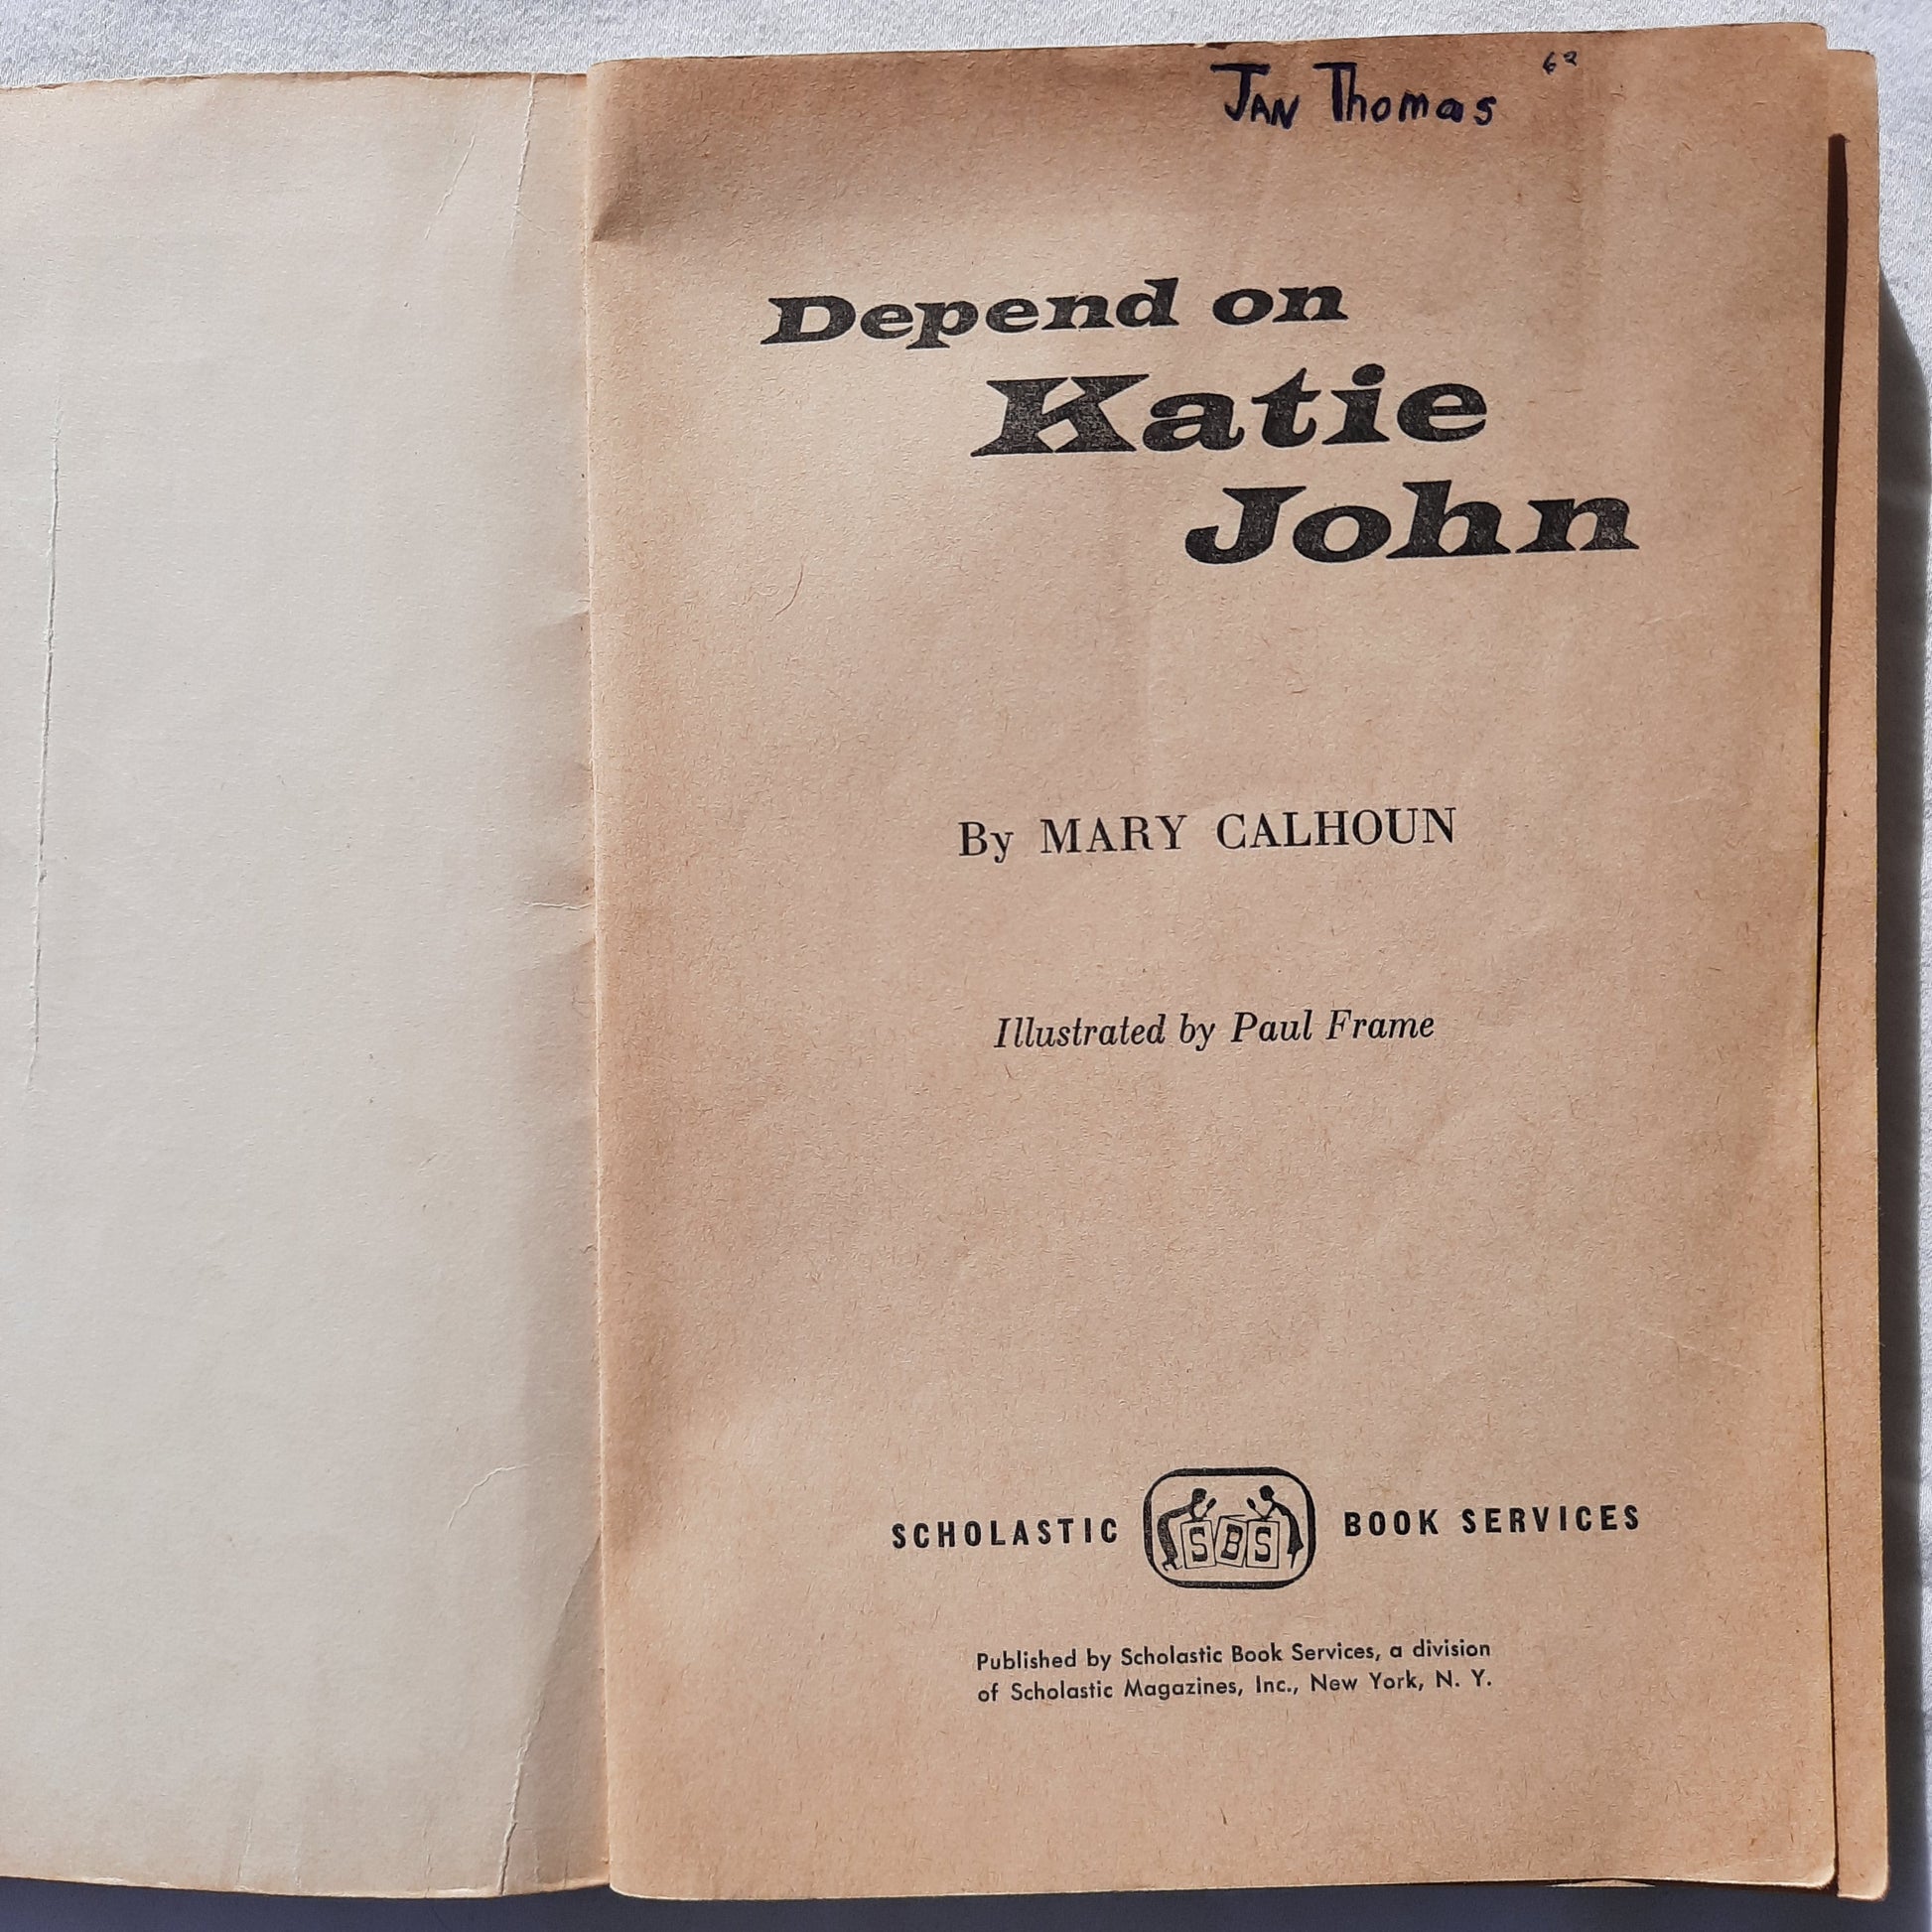 JAN Thomas
Depend on
Katie
John
By MARY CALHOUN
Illustrated by Paul Frame
SCHOLASTIC SBS BOOK SERVICES
Published by Scholastic Book Services, a division
of Scholastic Magazines, Inc., New York, N. Y.